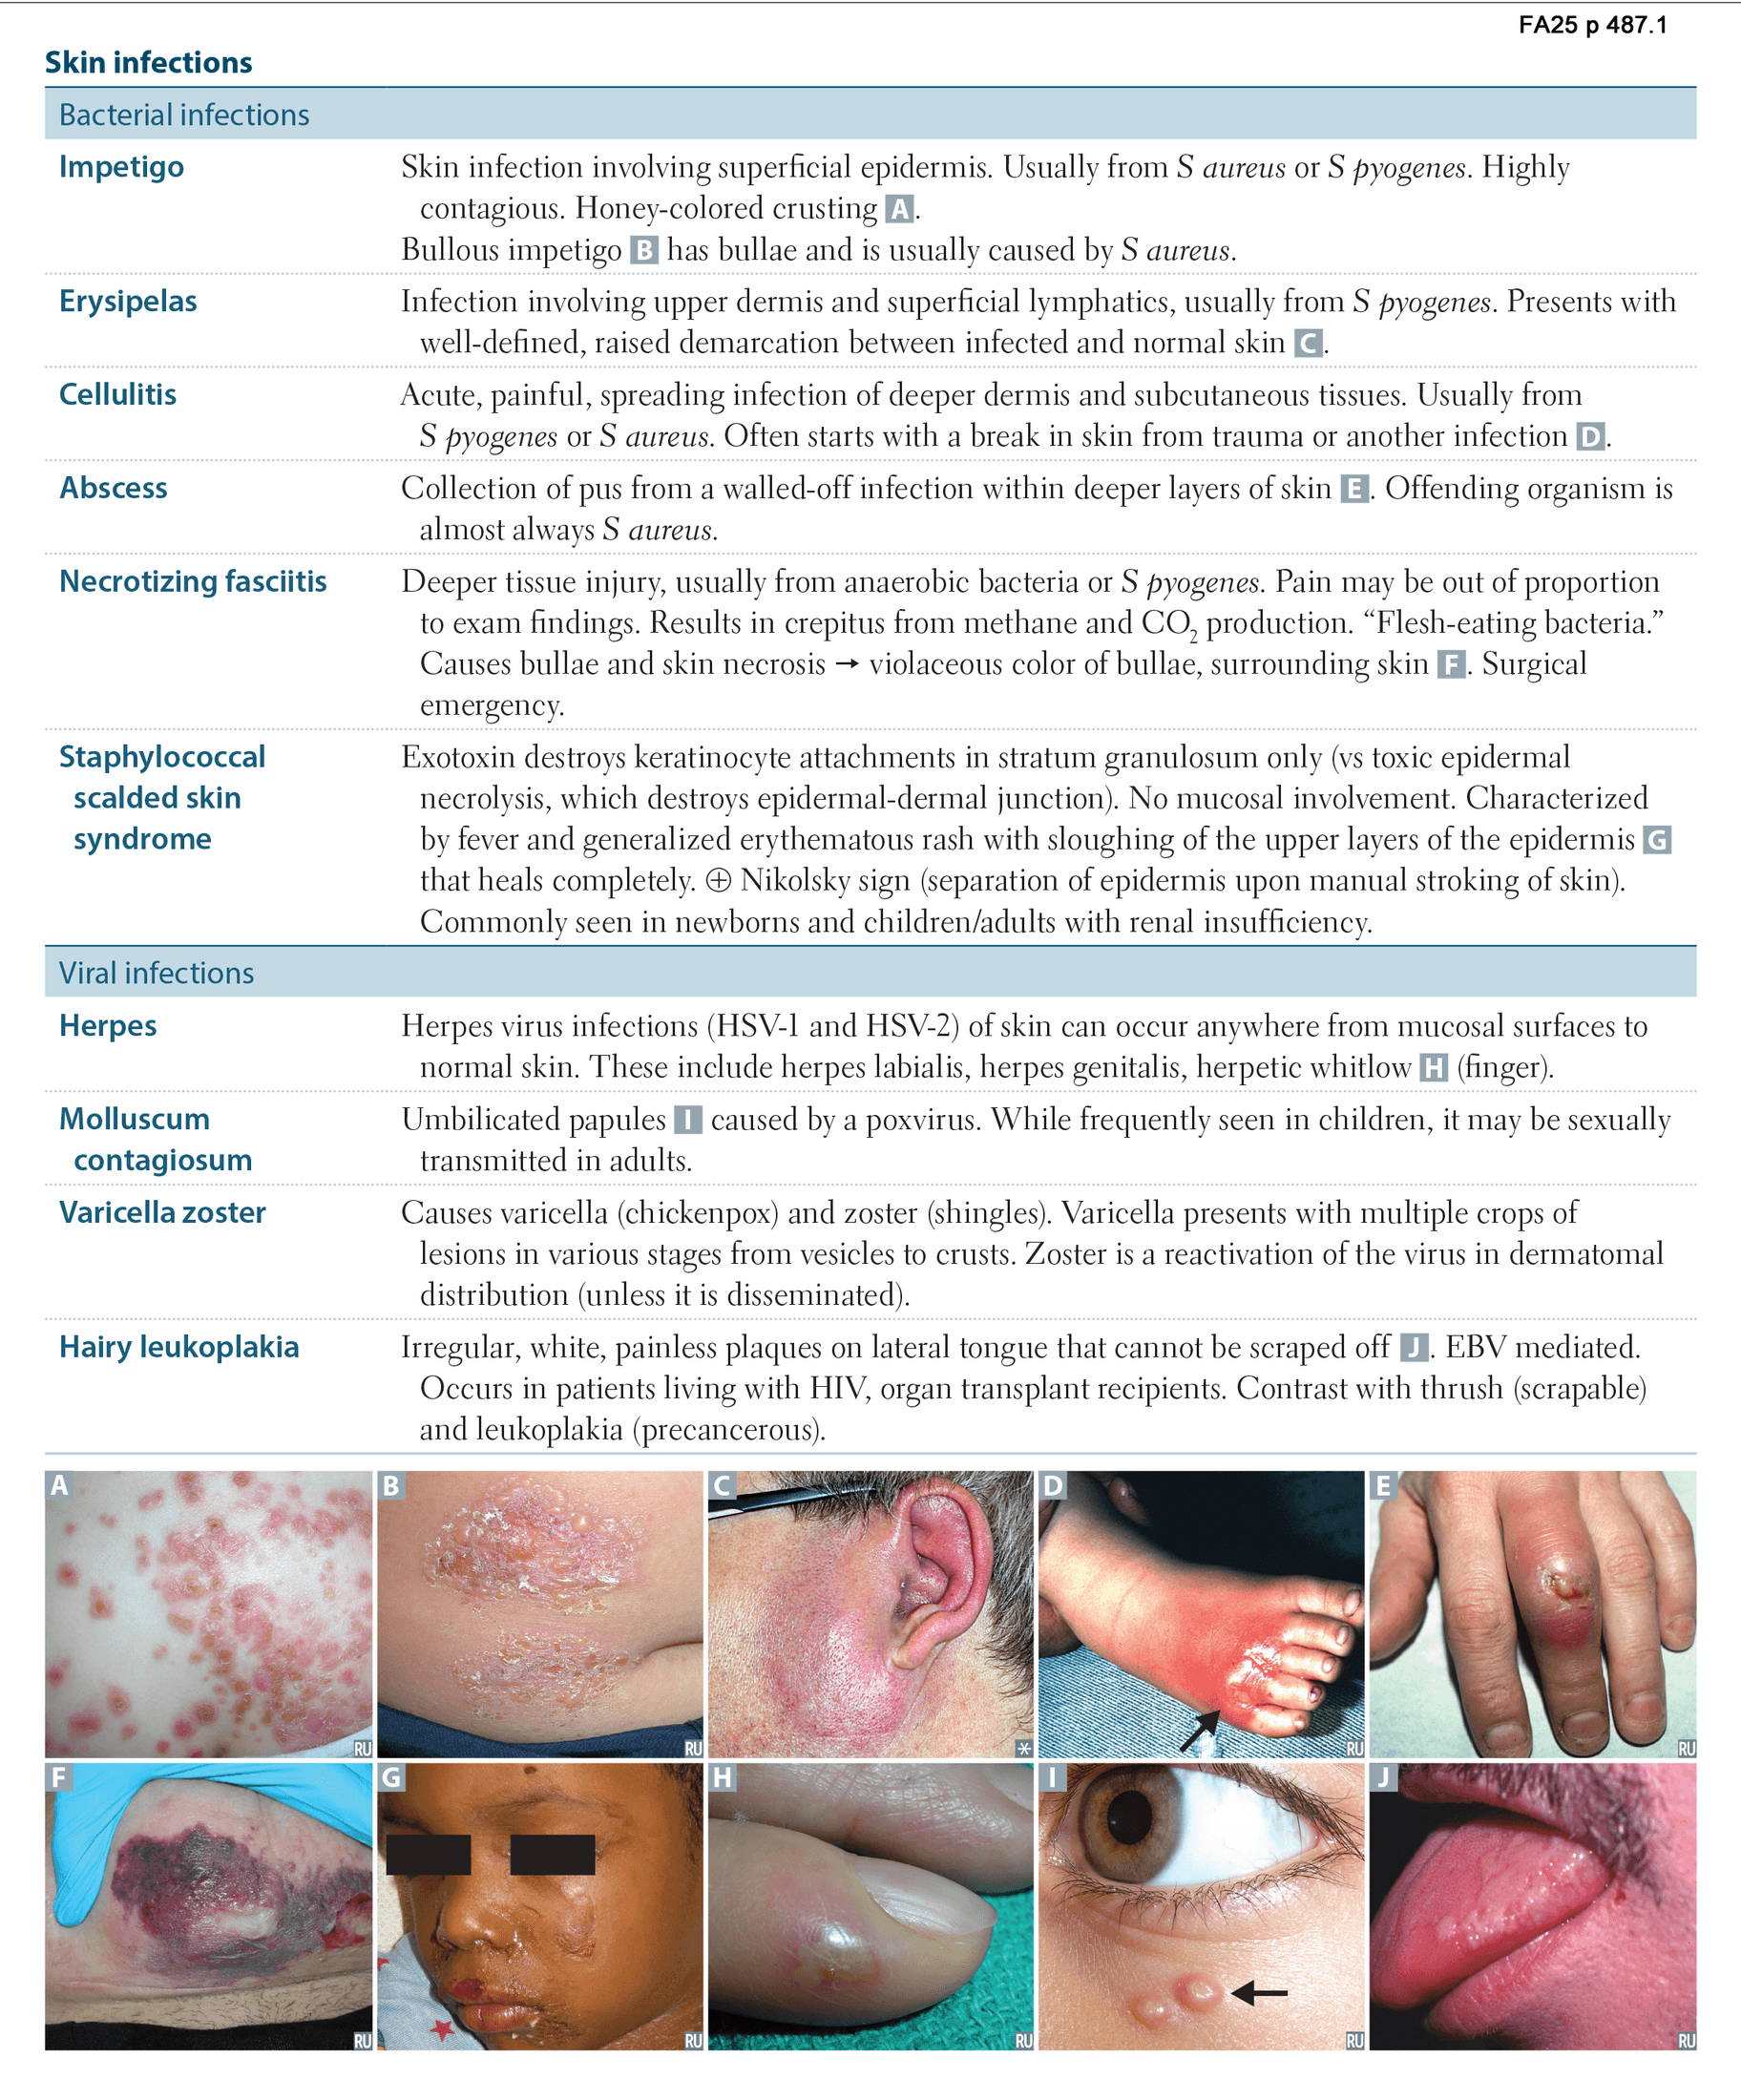 FA25 p 487.1
Skin infections
Bacterial infections
Impetigo
Skin infection involving superficial epidermis. Usually from S aureus or S pyogenes. Highly
contagious. Honey-colored crusting A.
Bullous impetigo B has bullae and is usually caused by S aureus.
Erysipelas
Infection involving upper dermis and superficial lymphatics, usually from S pyogenes. Presents with
well-defined, raised demarcation between infected and normal skin C.
Cellulitis
Acute, painful, spreading infection of deeper dermis and subcutaneous tissues. Usually from
S pyogenes or S aureus. Often starts with a break in skin from trauma or another infection D.
Abscess
Collection of pus from a walled-off infection within deeper layers of skin E. Offending organism is
almost always S aureus.
Necrotizing fasciitis
Deeper tissue injury, usually from anaerobic bacteria or S pyogenes. Pain may be out of proportion
to exam findings. Results in crepitus from methane and CO₂ production. “Flesh-eating bacteria.”
Causes bullae and skin necrosis → violaceous color of bullae, surrounding skin F. Surgical
emergency.
Staphylococcal
scalded skin
syndrome
Exotoxin destroys keratinocyte attachments in stratum granulosum only (vs toxic epidermal
necrolysis, which destroys epidermal-dermal junction). No mucosal involvement. Characterized
by fever and generalized erythematous rash with sloughing of the upper layers of the epidermis G
that heals completely. ⊕ Nikolsky sign (separation of epidermis upon manual stroking of skin).
Commonly seen in newborns and children/adults with renal insufficiency.
Viral infections
Herpes
Herpes virus infections (HSV-1 and HSV-2) of skin can occur anywhere from mucosal surfaces to
normal skin. These include herpes labialis, herpes genitalis, herpetic whitlow H (finger).
Molluscum
contagiosum
Umbilicated papules I caused by a poxvirus. While frequently seen in children, it may be sexually
transmitted in adults.
Varicella zoster
Causes varicella (chickenpox) and zoster (shingles). Varicella presents with multiple crops of
lesions in various stages from vesicles to crusts. Zoster is a reactivation of the virus in dermatomal
distribution (unless it is disseminated).
Hairy leukoplakia
Irregular, white, painless plaques on lateral tongue that cannot be scraped off J. EBV mediated.
Occurs in patients living with HIV, organ transplant recipients. Contrast with thrush (scrapable)
and leukoplakia (precancerous).
A B C D E
RU RU * RU RU
F G H I J
RU RU RU RU RU